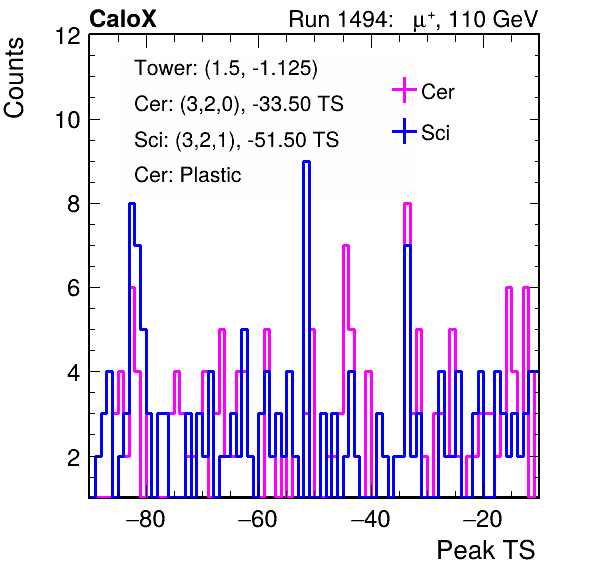 CaloX Run 1494: μ⁺, 110 GeV
Counts
12
10
8
6
4
2
Tower: (1.5, -1.125)
Cer: (3,2,0), -33.50 TS
Sci: (3,2,1), -51.50 TS
Cer: Plastic
Cer
Sci
−80 −60 −40 −20
Peak TS